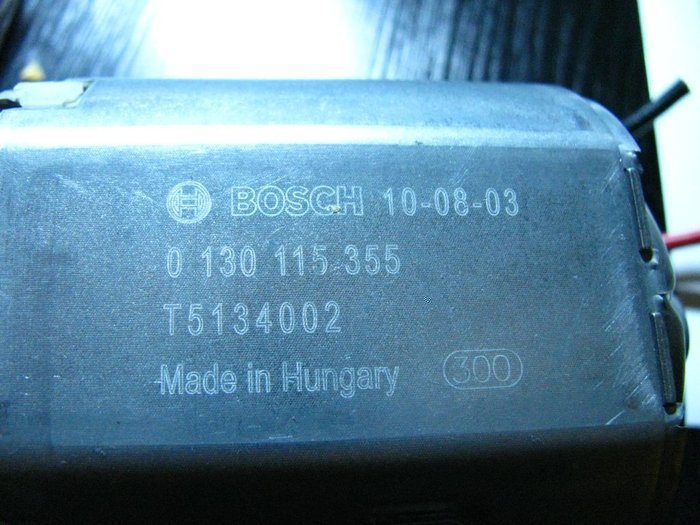 BOSCH 10-08-03
0 130 115 355
T5134002
Made in Hungary 300